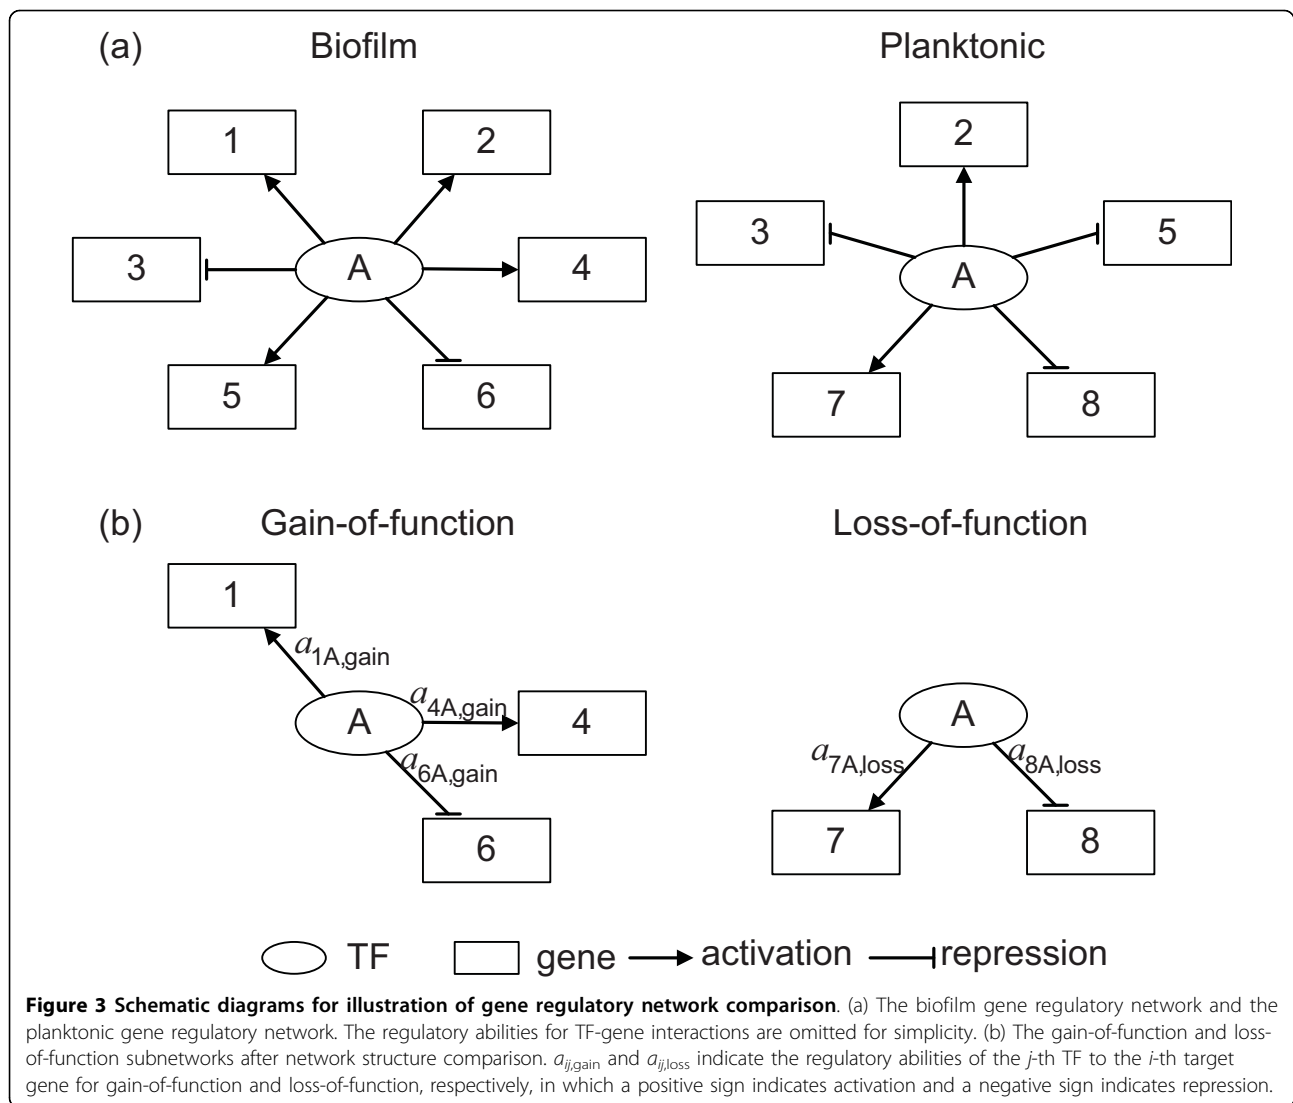 (a) Biofilm Planktonic
1 2 2
3 A 4 3 A 5
5 6 7 8
(b) Gain-of-function Loss-of-function
1
a1A,gain
A a4A,gain 4 A
a6A,gain a7A,loss a8A,loss
6 7 8
TF gene activation repression
Figure 3 Schematic diagrams for illustration of gene regulatory network comparison. (a) The biofilm gene regulatory network and the
planktonic gene regulatory network. The regulatory abilities for TF-gene interactions are omitted for simplicity. (b) The gain-of-function and loss-
of-function subnetworks after network structure comparison. aij,gain and aij,loss indicate the regulatory abilities of the j-th TF to the i-th target
gene for gain-of-function and loss-of-function, respectively, in which a positive sign indicates activation and a negative sign indicates repression.